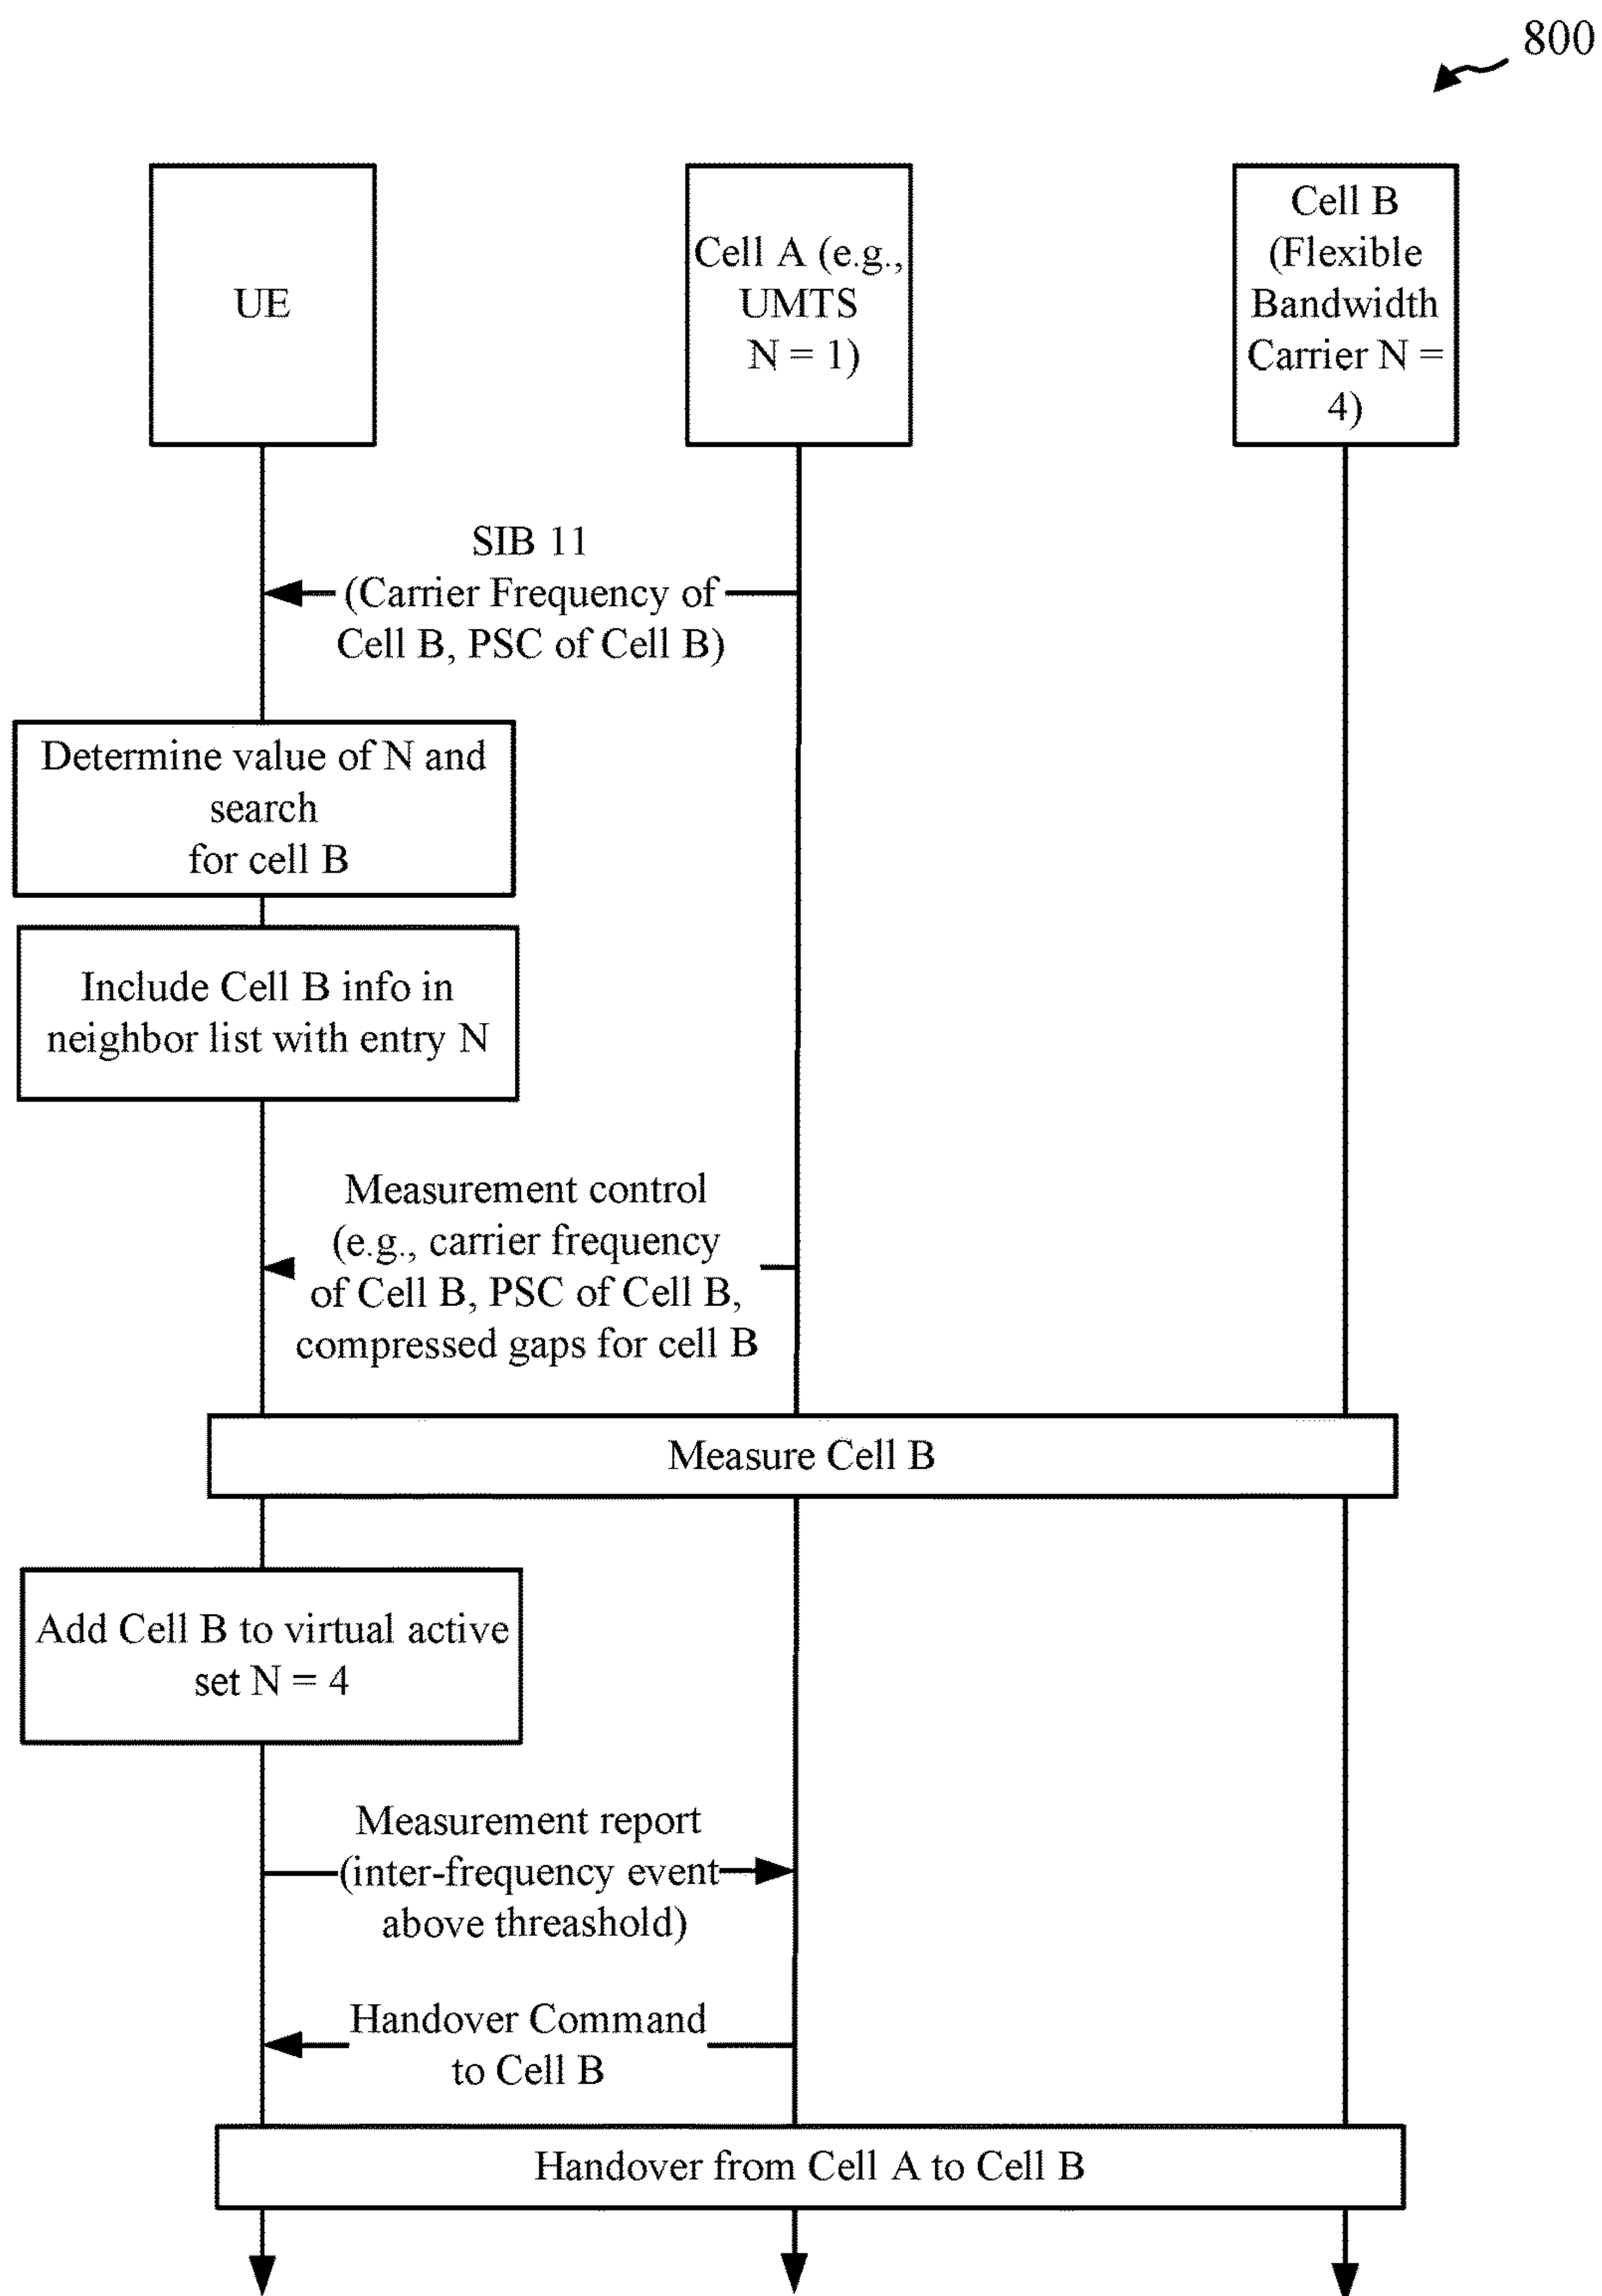 800
UE
Cell A (e.g.,
UMTS
N = 1)
Cell B
(Flexible
Bandwidth
Carrier N =
4)
SIB 11
(Carrier Frequency of
Cell B, PSC of Cell B)
Determine value of N and
search
for cell B
Include Cell B info in
neighbor list with entry N
Measurement control
(e.g., carrier frequency
of Cell B, PSC of Cell B,
compressed gaps for cell B
Measure Cell B
Add Cell B to virtual active
set N = 4
Measurement report
(inter-frequency event
above threashold)
Handover Command
to Cell B
Handover from Cell A to Cell B